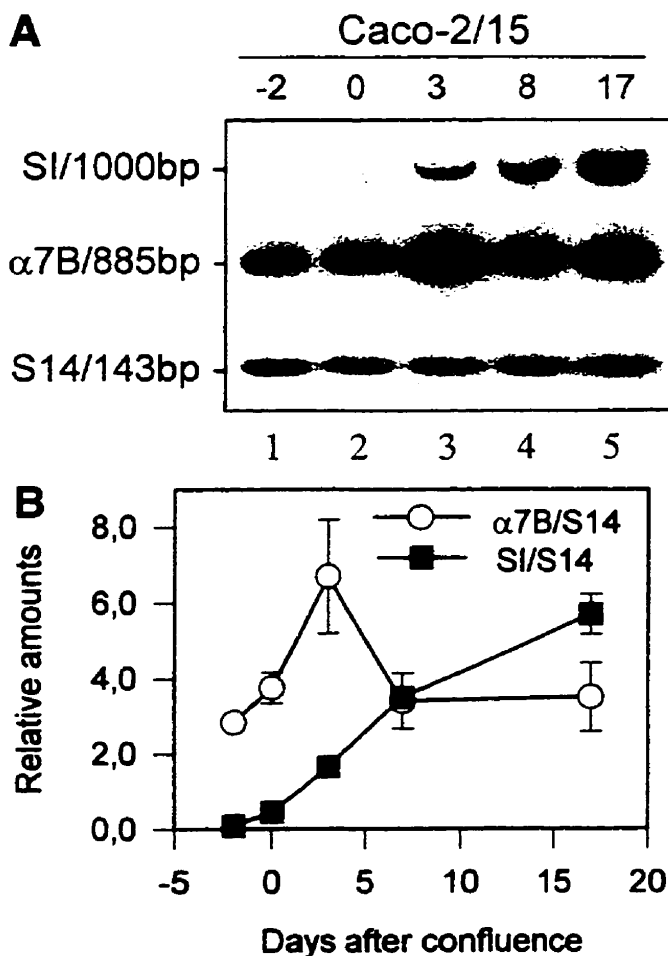 A
Caco-2/15
-2 0 3 8 17
SI/1000bp
α7B/885bp
S14/143bp
1 2 3 4 5
B
α7B/S14
SI/S14
8,0
6,0
4,0
2,0
0,0
Relative amounts
-5 0 5 10 15 20
Days after confluence